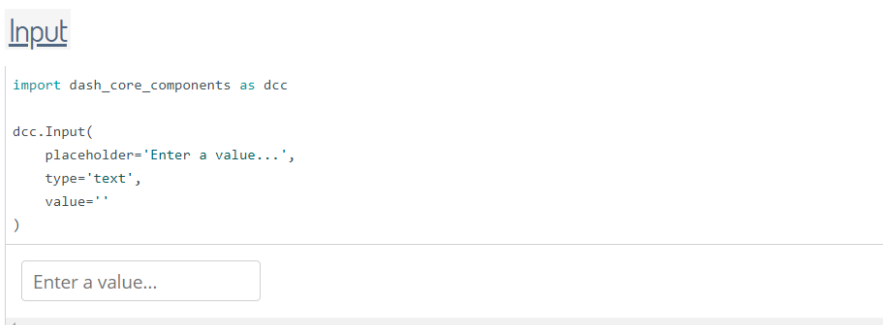 Input
import dash_core_components as dcc
dcc.Input(
    placeholder='Enter a value...',
    type='text',
    value=''
)
Enter a value...